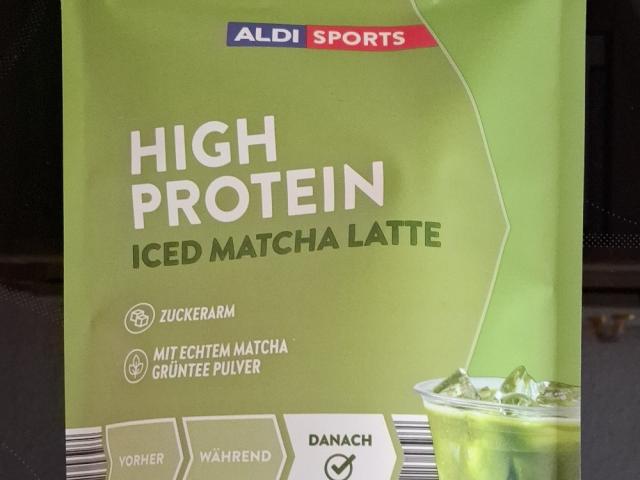 ALDI SPORTS
HIGH
PROTEIN
ICED MATCHA LATTE
ZUCKERARM
MIT ECHTEM MATCHA
GRÜNTEE PULVER
VORHER WÄHREND DANACH